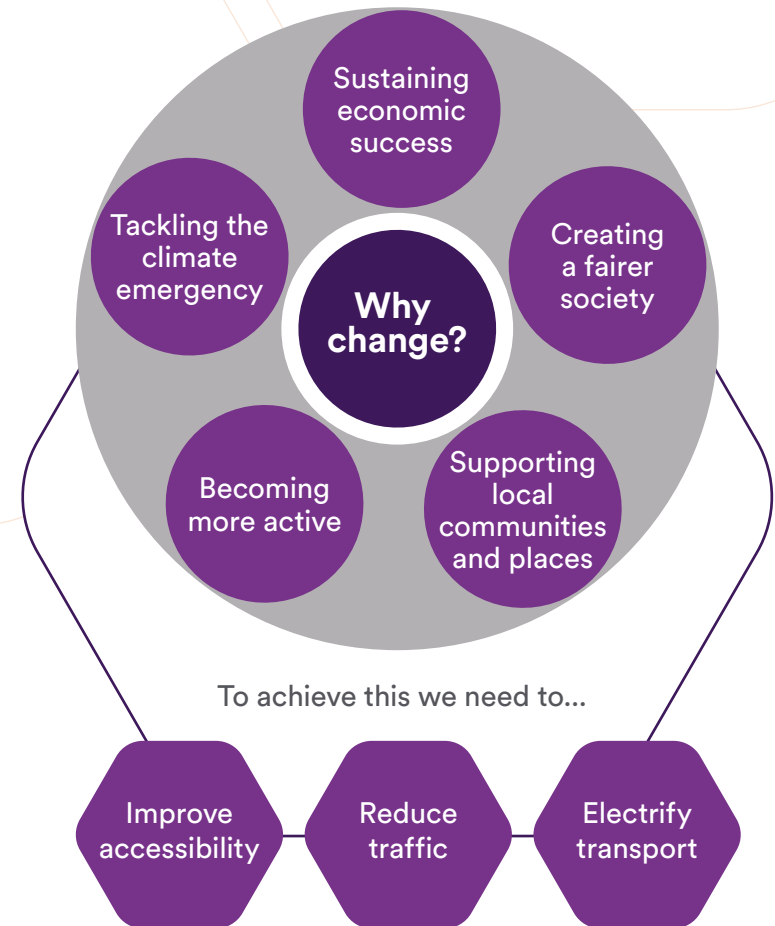 Sustaining
economic
success
Tackling the
climate
emergency
Creating
a fairer
society
Why
change?
Becoming
more active
Supporting
local
communities
and places
To achieve this we need to...
Improve
accessibility
Reduce
traffic
Electrify
transport